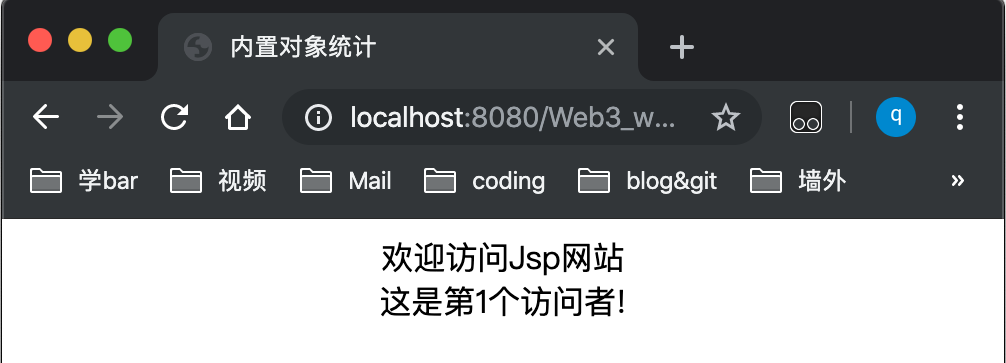 内置对象统计
localhost:8080/Web3_w...
q
学bar
视频
Mail
coding
blog&git
墙外
»
欢迎访问Jsp网站
这是第1个访问者!